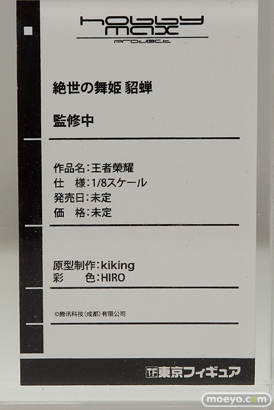 hobby
max
PROJECT
絶世の舞姫 貂蝉
監修中
作品名：王者榮耀
仕　様：1/8スケール
発売日：未定
価　格：未定
原型制作：kiking
彩　色：HIRO
©腾讯科技（成都）有限公司
TF 東京フィギュア
moeyo.com